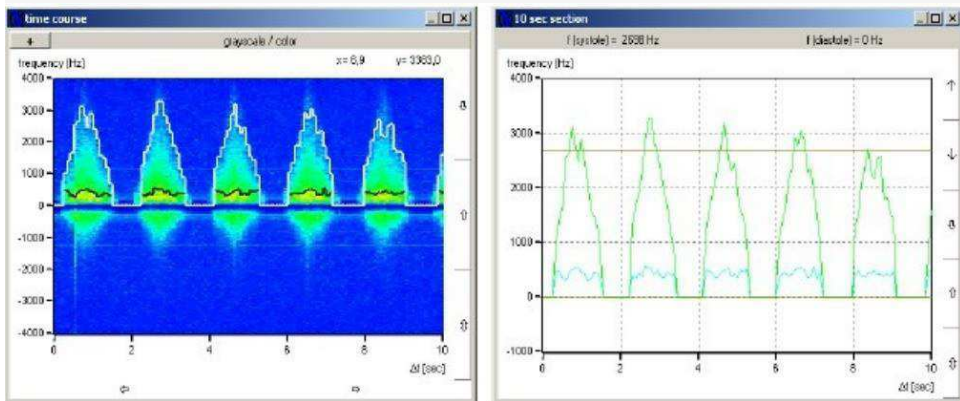 time course
+ grayscale / color
frequency [Hz]
x= 6,9 y= 3363,0
4000
3000
2000
1000
0
-1000
-2000
-3000
-4000
0 2 4 6 8 10
Δt [sec]
10 sec section
f (systole) = 2698 Hz f (diastole) = 0 Hz
frequency [Hz]
4000
3000
2000
1000
0
-1000
0 2 4 6 8 10
Δt [sec]